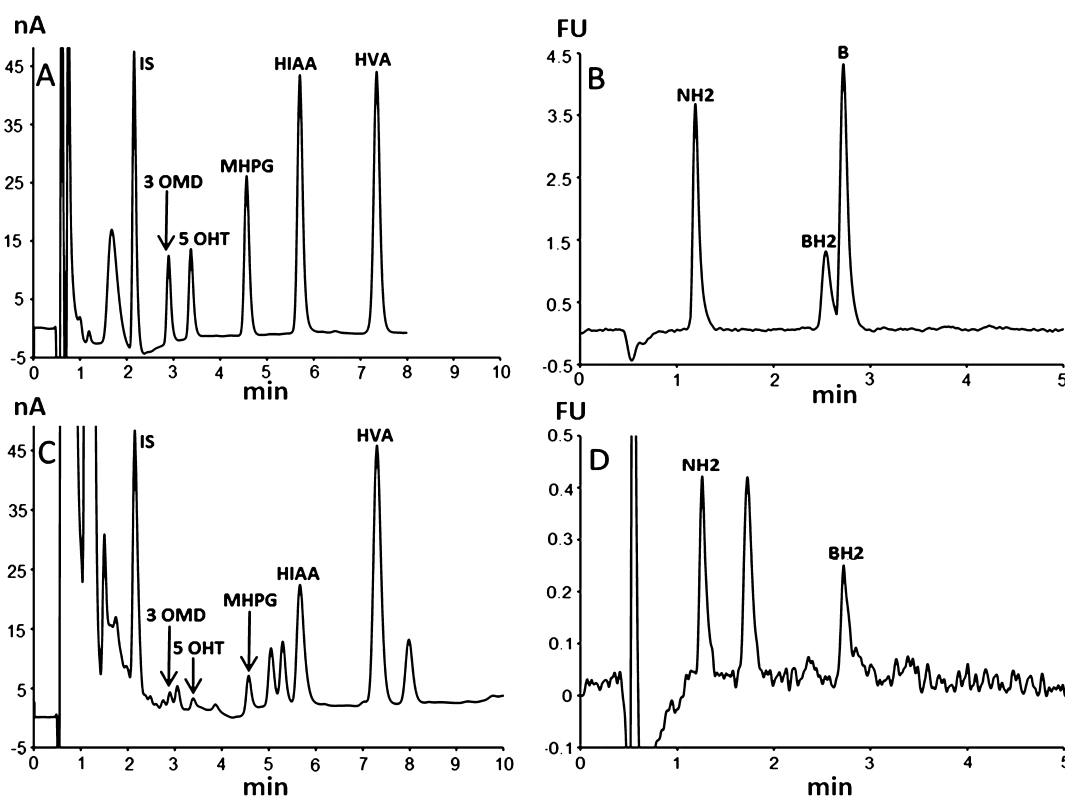 nA
A
45
35
25
15
5
-5
IS
3 OMD
5 OHT
MHPG
HIAA
HVA
0 1 2 3 4 5 6 7 8 9 10
min
FU
B
4.5
3.5
2.5
1.5
0.5
-0.5
NH2
BH2
B
0 1 2 3 4 5
min
nA
C
45
35
25
15
5
-5
IS
3 OMD
5 OHT
MHPG
HIAA
HVA
0 1 2 3 4 5 6 7 8 9 10
min
FU
D
0.5
0.4
0.3
0.2
0.1
0
-0.1
NH2
BH2
0 1 2 3 4 5
min